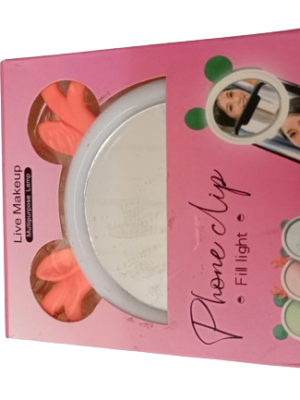 Live Makeup
Multipurpose Lamp
Phone clip
• Fill light •